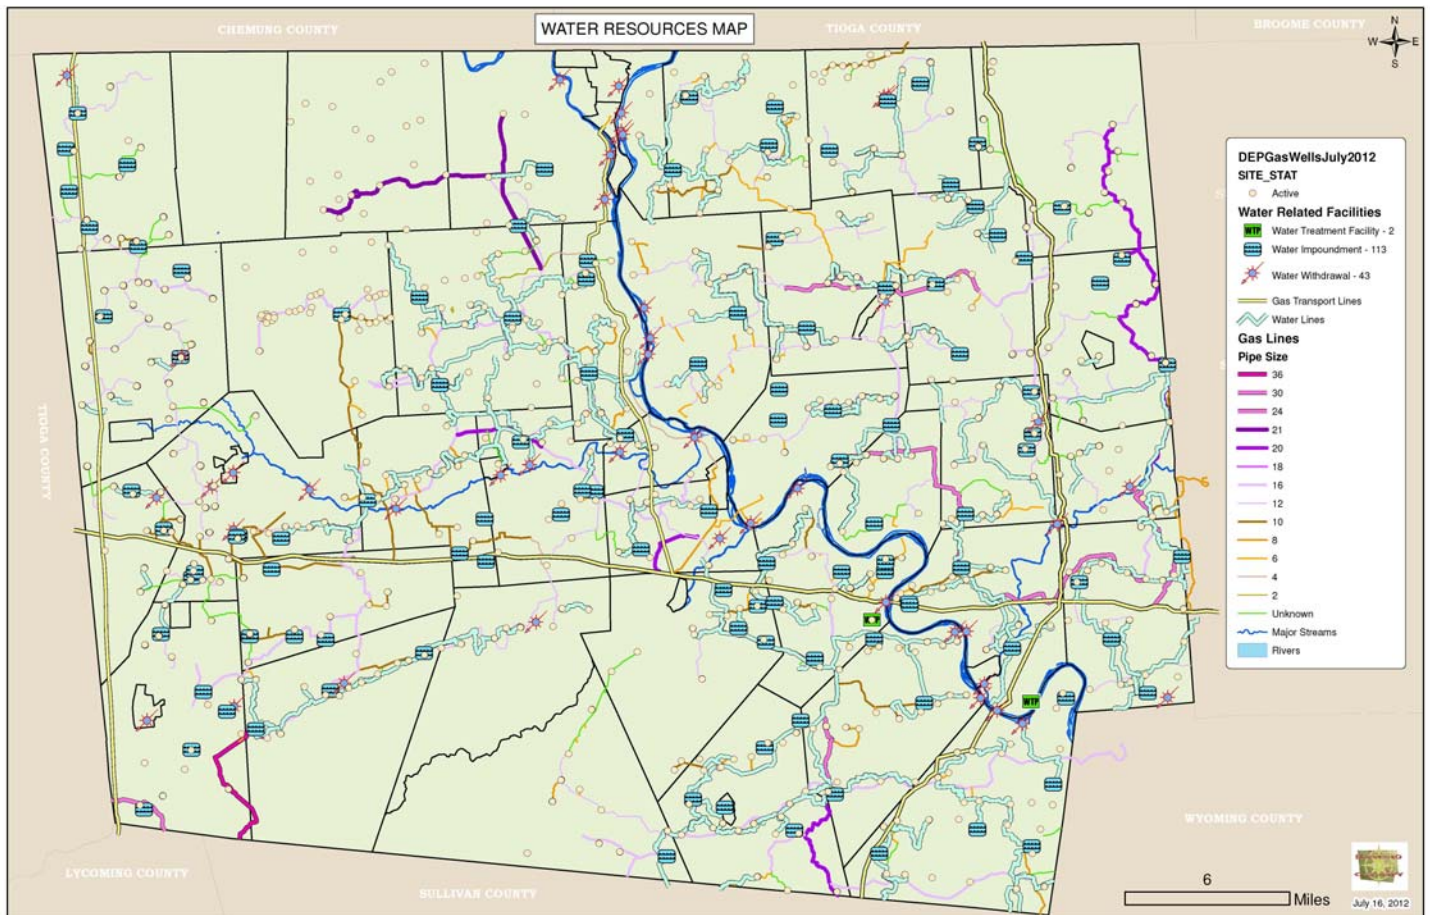 CHEMUNG COUNTY
WATER RESOURCES MAP
TIOGA COUNTY
BROOME COUNTY
N
W E
S
DEPGasWellsJuly2012
SITE_STAT
Active
Water Related Facilities
WTP Water Treatment Facility - 2
Water Impoundment - 113
Water Withdrawal - 43
Gas Transport Lines
Water Lines
Gas Lines
Pipe Size
36
30
24
21
20
18
16
12
10
8
6
4
2
Unknown
Major Streams
Rivers
TIOGA COUNTY
WTP
WYOMING COUNTY
LYCOMING COUNTY
SULLIVAN COUNTY
6
Miles
July 16, 2012